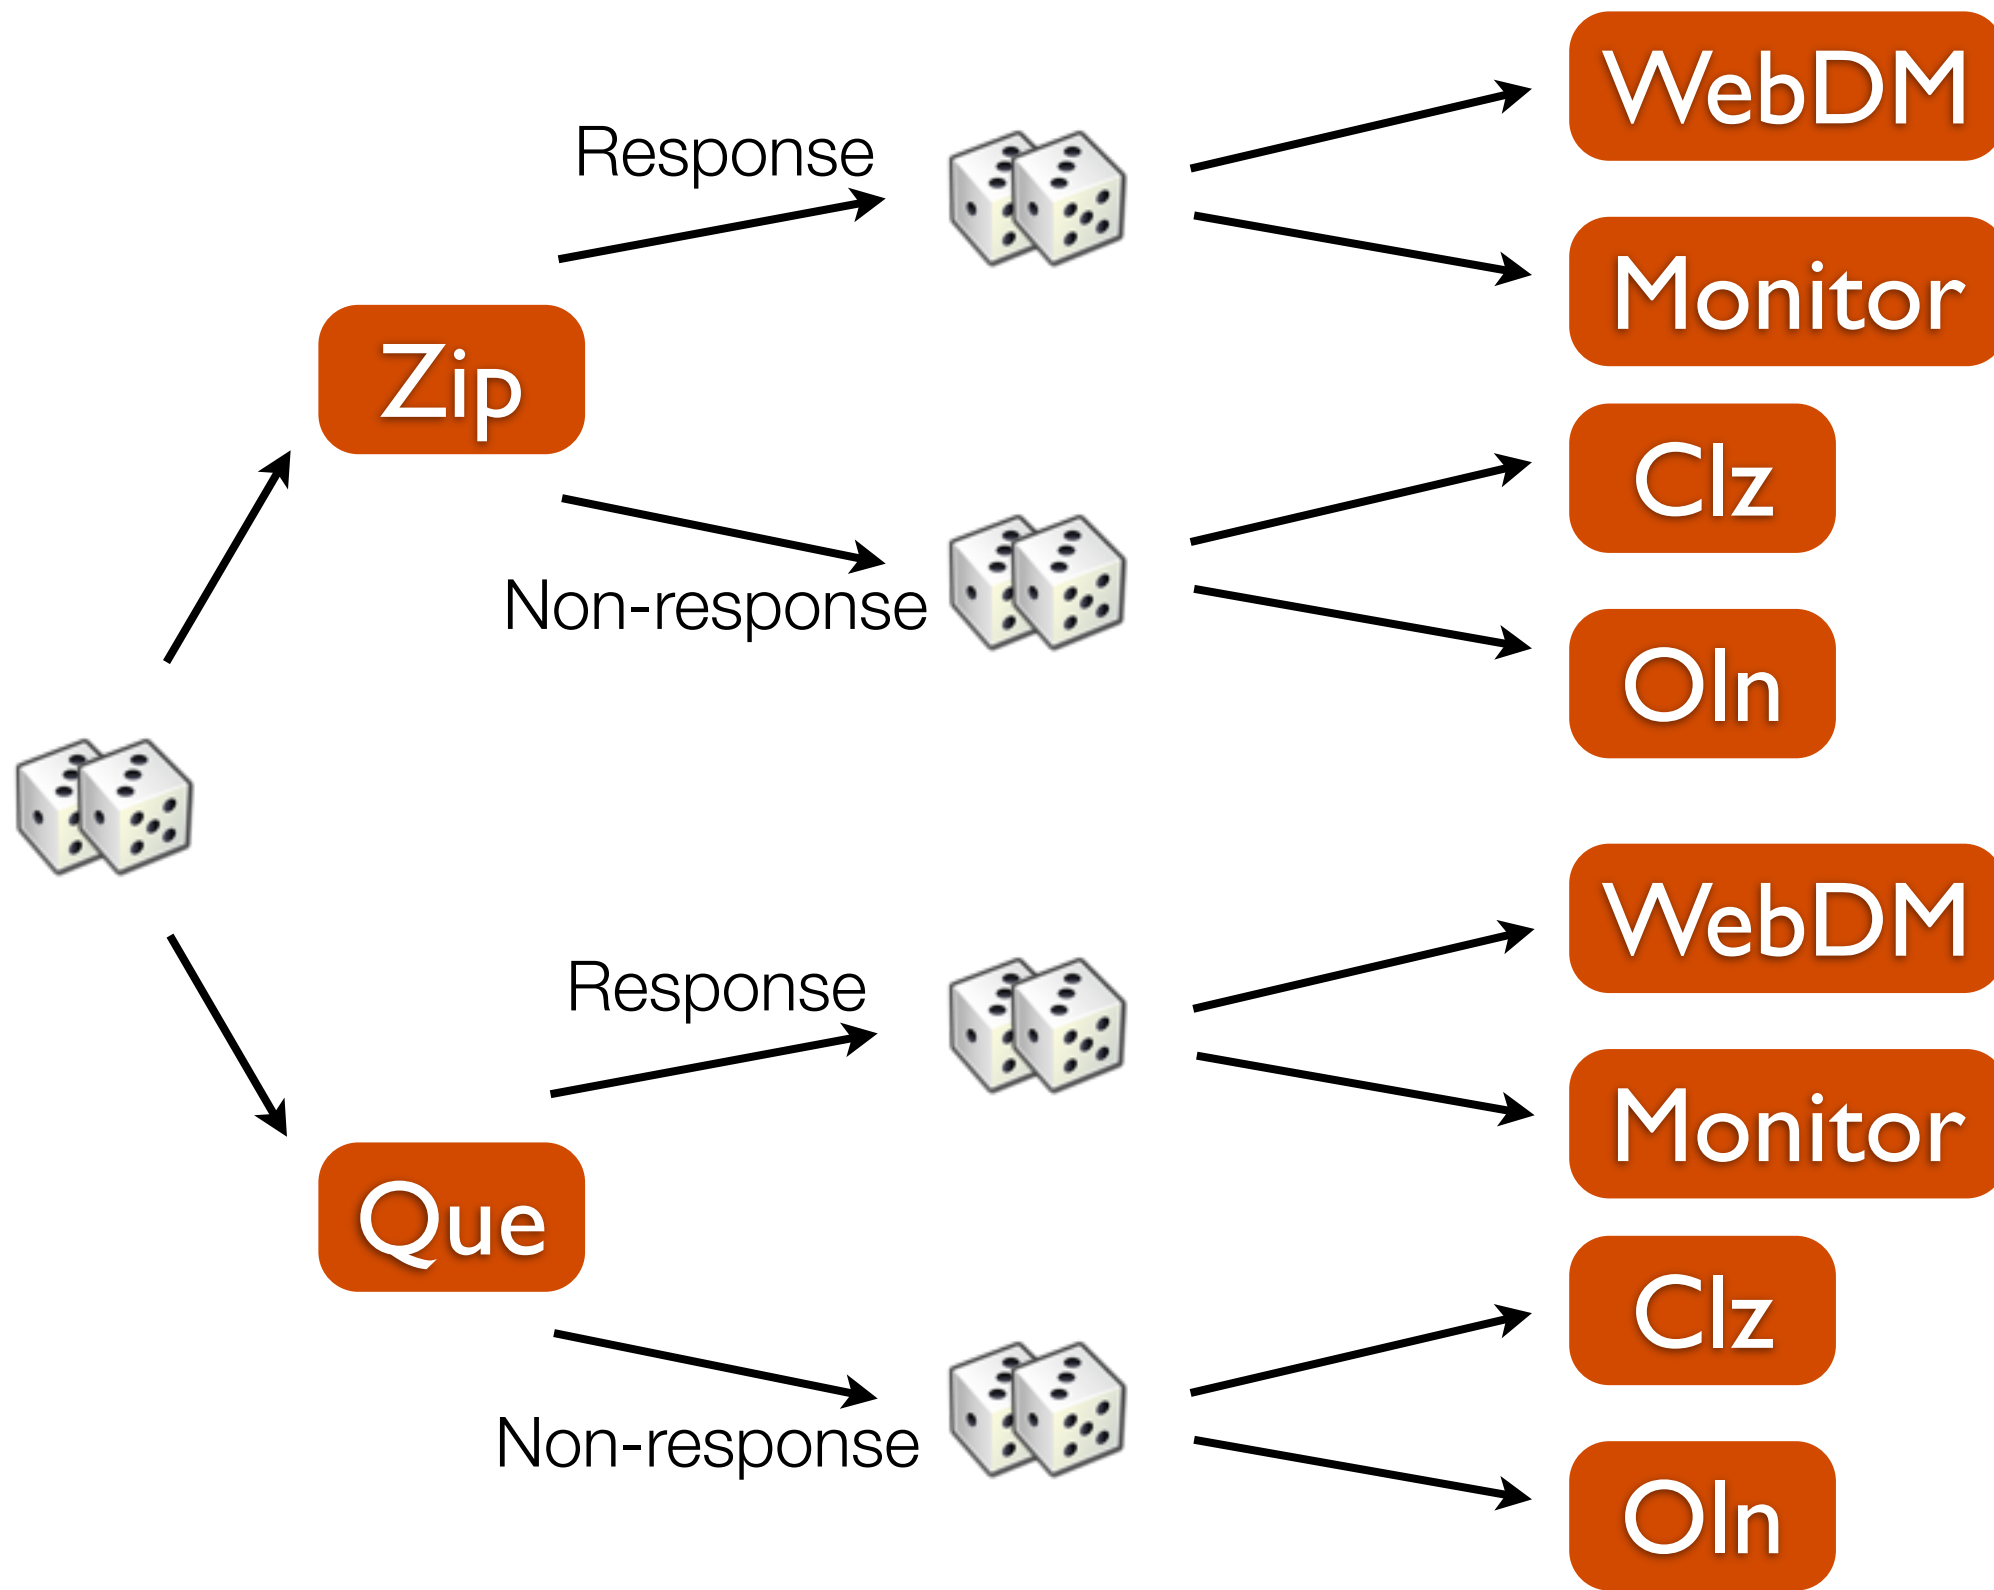 WebDM
Response
Monitor
Zip
Clz
Non-response
Oln
WebDM
Response
Monitor
Que
Clz
Non-response
Oln